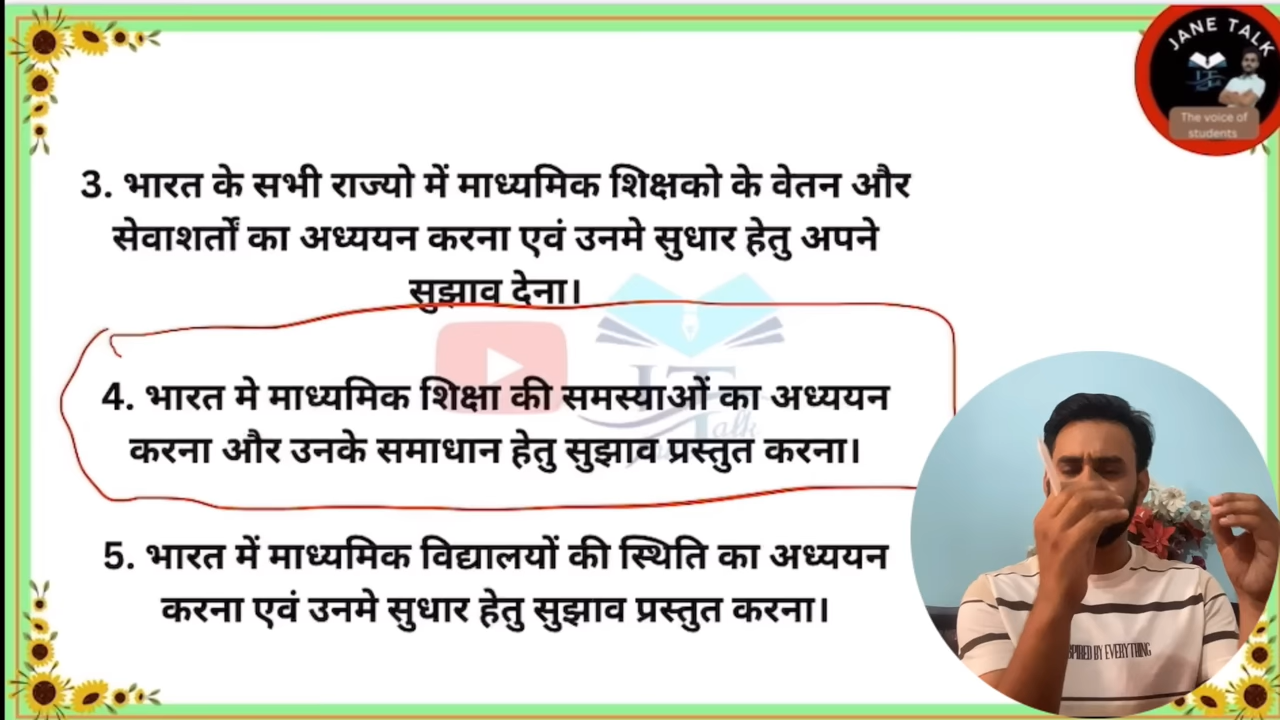 JANE TALK
The voice of
students
3. भारत के सभी राज्यो में माध्यमिक शिक्षको के वेतन और
सेवाशर्तों का अध्ययन करना एवं उनमे सुधार हेतु अपने
सुझाव देना।
4. भारत मे माध्यमिक शिक्षा की समस्याओं का अध्ययन
करना और उनके समाधान हेतु सुझाव प्रस्तुत करना।
5. भारत में माध्यमिक विद्यालयों की स्थिति का अध्ययन
करना एवं उनमे सुधार हेतु सुझाव प्रस्तुत करना।
BY EVERYTHING